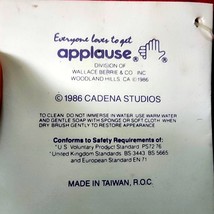 Everyone loves to get
applause®
DIVISION OF
WALLACE BERRIE & CO. INC.
WOODLAND HILLS, CA ©1986
© 1986 CADENA STUDIOS
TO CLEAN: DO NOT IMMERSE IN WATER. USE WARM WATER
AND GENTLE SOAP WITH SPONGE OR SOFT CLOTH. WHEN
DRY BRUSH GENTLY TO RESTORE APPEARANCE.
Conforms to Safety Requirements of:
*U.S. Voluntary Product Standard PS72 76
*United Kingdom Standards BS 3443, BS 5665
and European Standard EN 71
MADE IN TAIWAN, R.O.C.